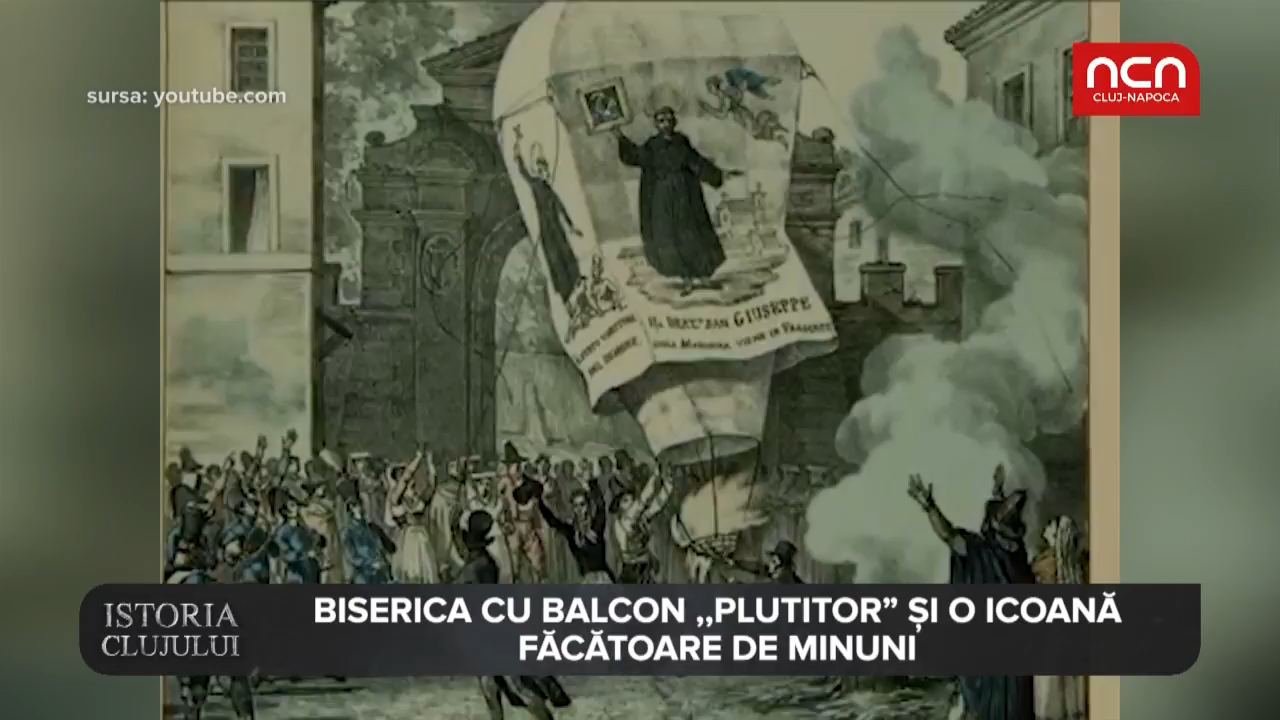 sursa: youtube.com
ncn
CLUJ-NAPOCA
GIUSEPPE
ISTORIA
CLUJULUI
BISERICA CU BALCON ,,PLUTITOR” ȘI O ICOANĂ
FĂCĂTOARE DE MINUNI